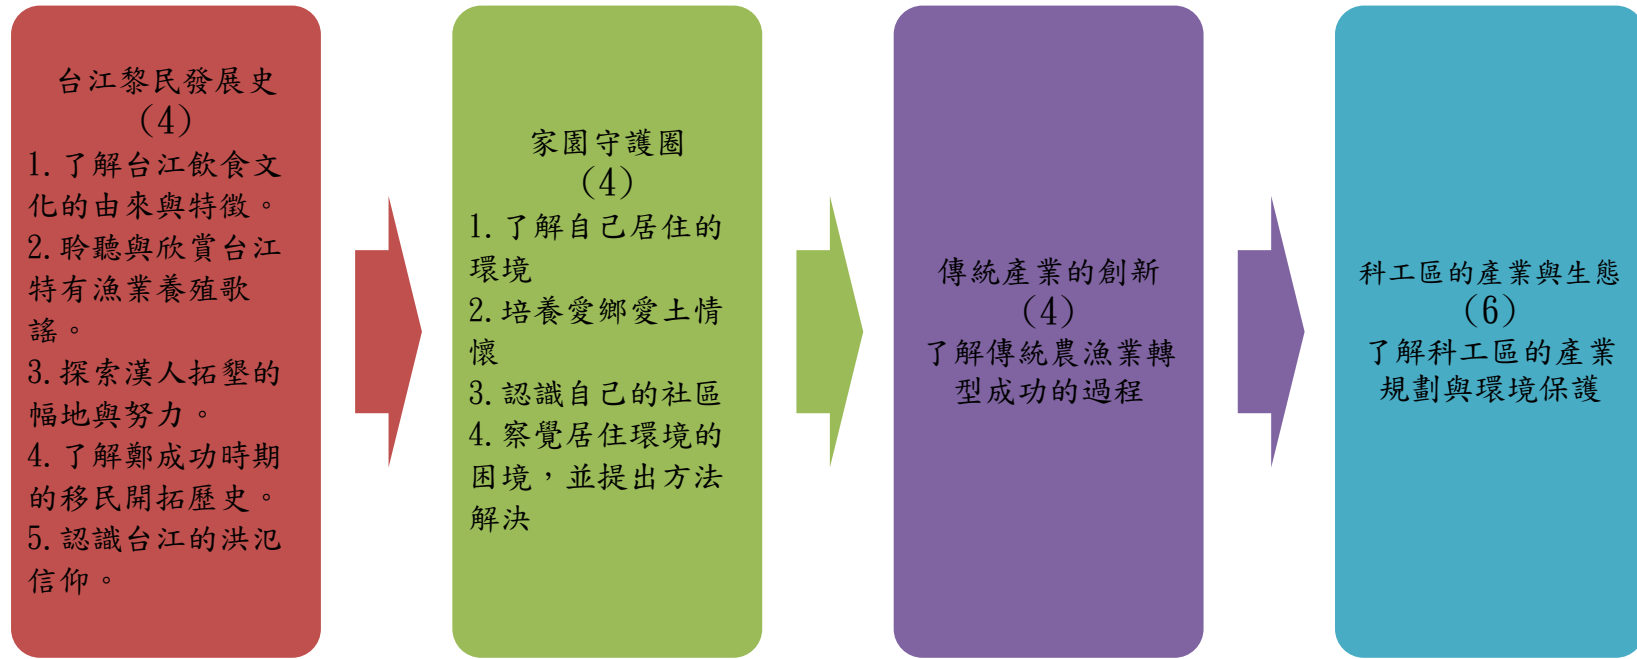 台江黎民發展史
(4)
1.了解台江飲食文
化的由來與特徵。
2.聆聽與欣賞台江
特有漁業養殖歌
謠。
3.探索漢人拓墾的
幅地與努力。
4.了解鄭成功時期
的移民開拓歷史。
5.認識台江的洪氾
信仰。
家園守護圈
(4)
1.了解自己居住的
環境
2.培養愛鄉愛土情
懷
3.認識自己的社區
4.察覺居住環境的
困境，並提出方法
解決
傳統產業的創新
(4)
了解傳統農漁業轉
型成功的過程
科工區的產業與生態
(6)
了解科工區的產業
規劃與環境保護